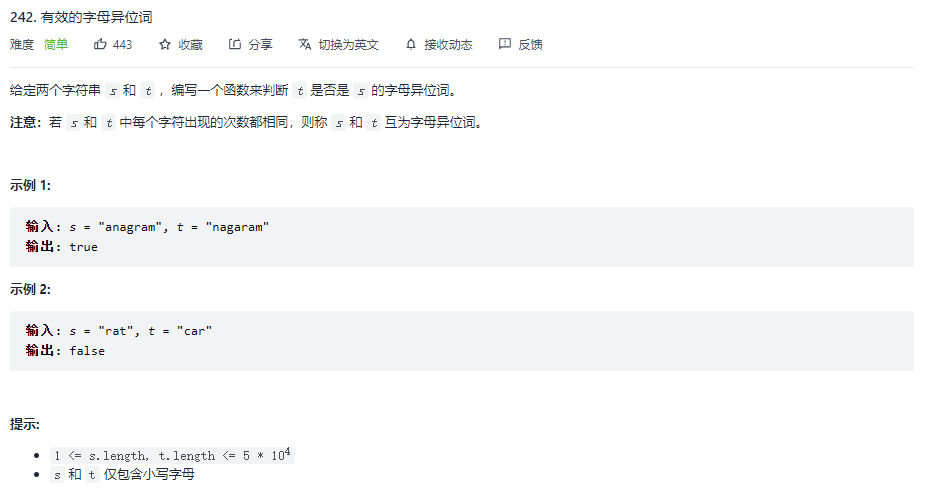 242. 有效的字母异位词
难度 简单 443 收藏 分享 切换为英文 接收动态 反馈
给定两个字符串 s 和 t ，编写一个函数来判断 t 是否是 s 的字母异位词。
注意：若 s 和 t 中每个字符出现的次数都相同，则称 s 和 t 互为字母异位词。
示例 1:
输入: s = "anagram", t = "nagaram"
输出: true
示例 2:
输入: s = "rat", t = "car"
输出: false
提示:
1 <= s.length, t.length <= 5 * 10⁴
s 和 t 仅包含小写字母